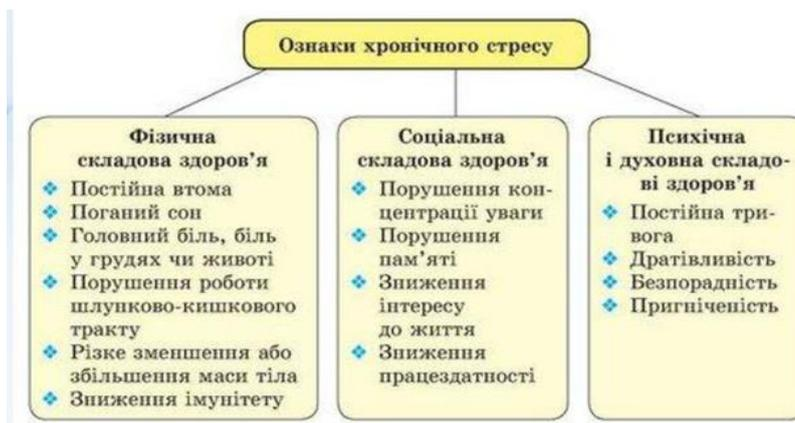 Ознаки хронічного стресу
Фізична
складова здоров’я
Постійна втома
Поганий сон
Головний біль, біль
у грудях чи животі
Порушення роботи
шлунково-кишкового
тракту
Різке зменшення або
збільшення маси тіла
Зниження імунітету
Соціальна
складова здоров’я
Порушення кон-
центрації уваги
Порушення
пам’яті
Зниження
інтересу
до життя
Зниження
працездатності
Психічна
і духовна складо-
ві здоров’я
Постійна три-
вога
Дратівливість
Безпорадність
Пригніченість